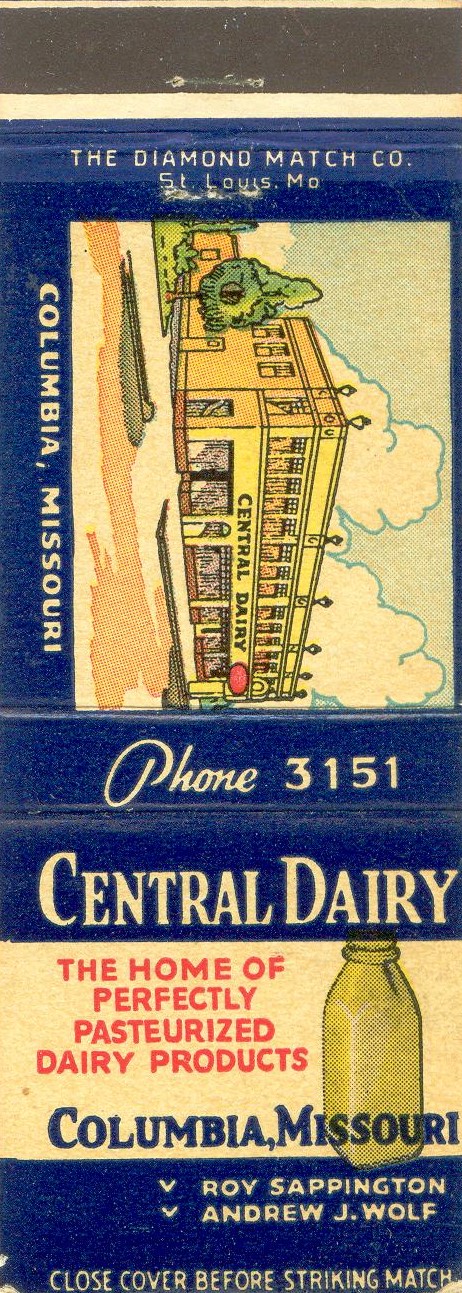 THE DIAMOND MATCH CO.
St. Louis. Mo
COLUMBIA, MISSOURI
CENTRAL DAIRY
Phone 3151
CENTRAL DAIRY
THE HOME OF
PERFECTLY
PASTEURIZED
DAIRY PRODUCTS
COLUMBIA, MISSOURI
ROY SAPPINGTON
ANDREW J. WOLF
CLOSE COVER BEFORE STRIKING MATCH